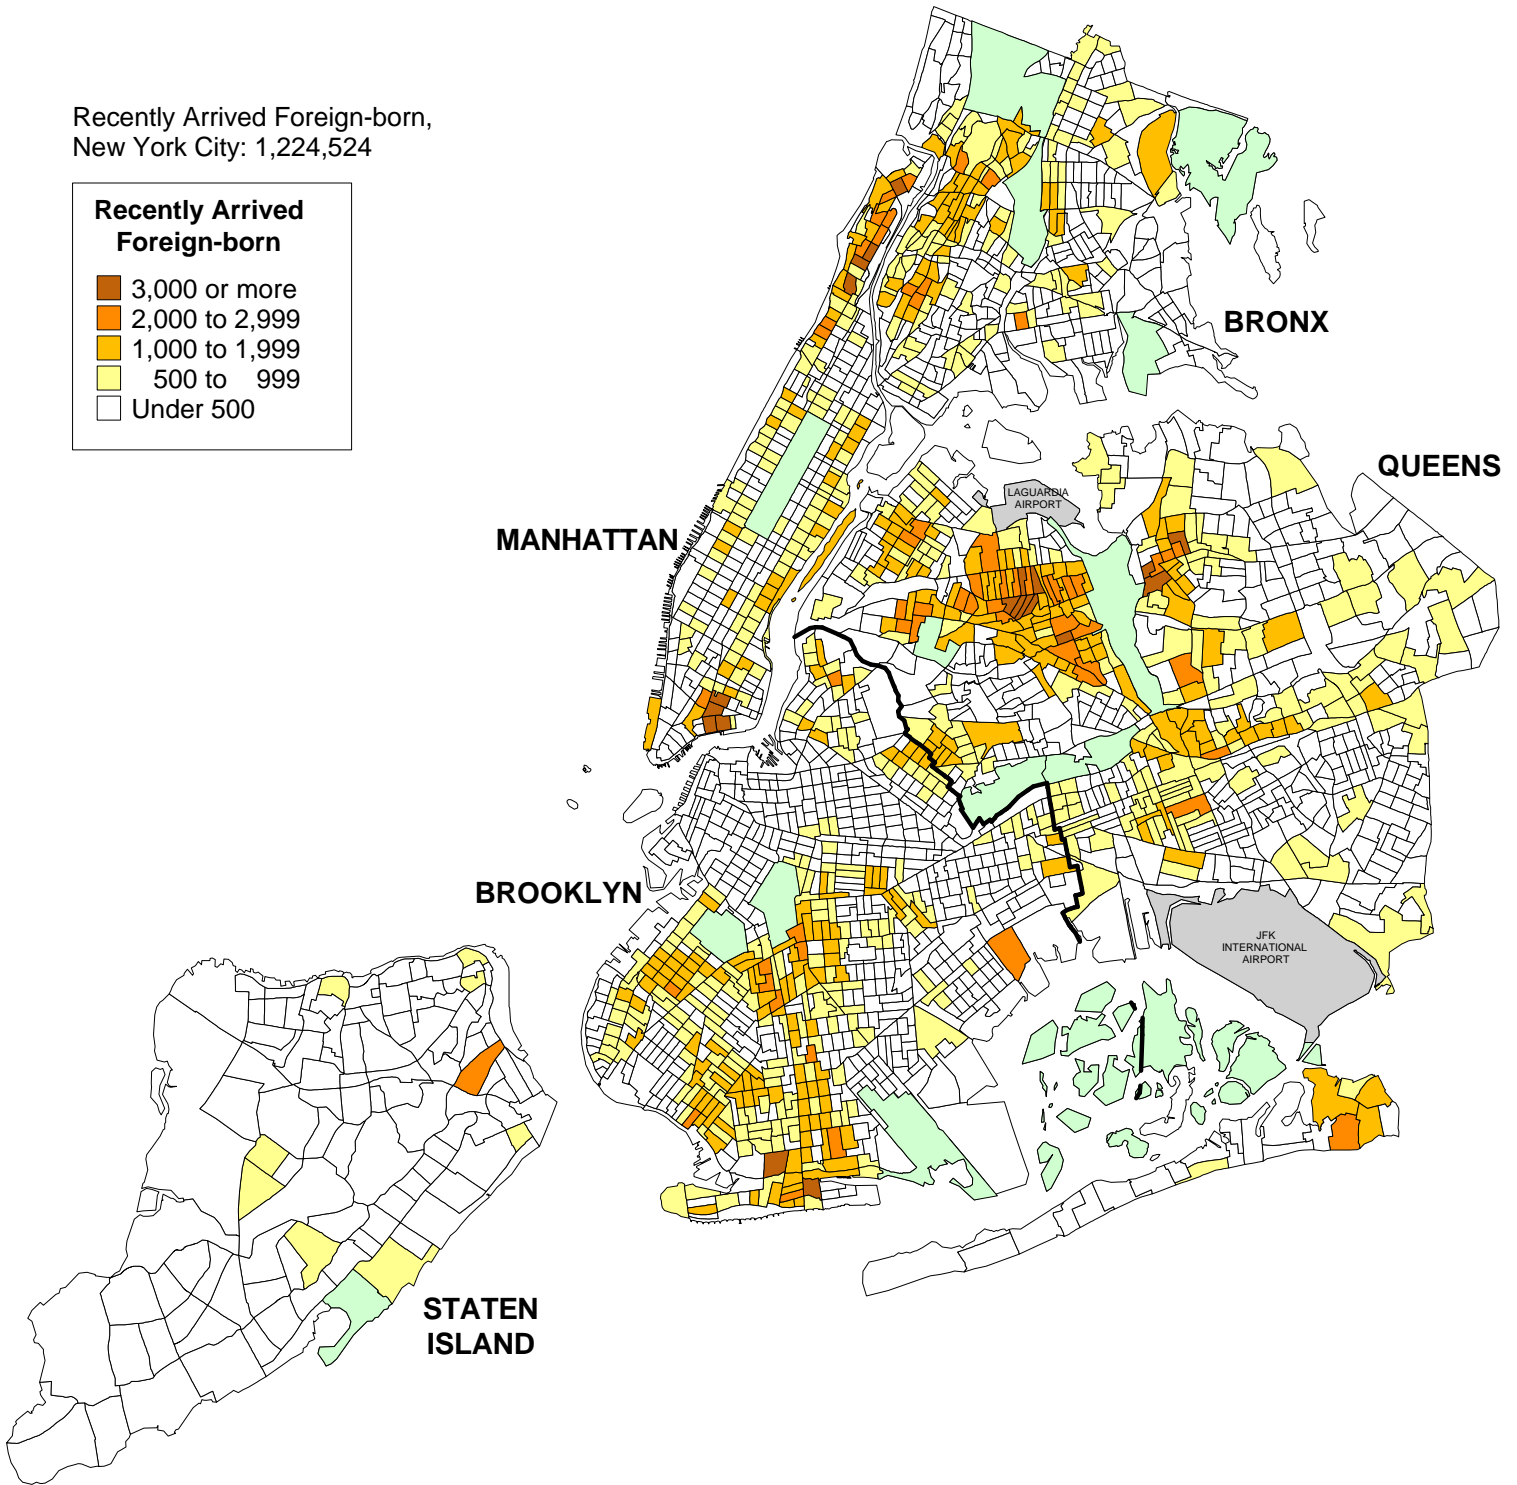 Recently Arrived Foreign-born,
New York City: 1,224,524
Recently Arrived
Foreign-born
3,000 or more
2,000 to 2,999
1,000 to 1,999
500 to 999
Under 500
BRONX
QUEENS
LAGUARDIA
AIRPORT
MANHATTAN
BROOKLYN
JFK
INTERNATIONAL
AIRPORT
STATEN
ISLAND